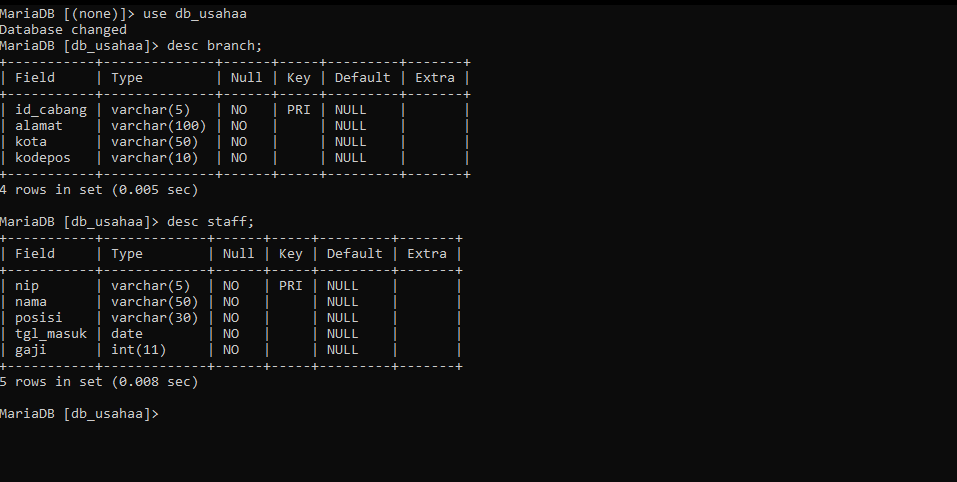 MariaDB [(none)]> use db_usahaa
Database changed
MariaDB [db_usahaa]> desc branch;
+-----------+--------------+------+-----+---------+-------+
| Field     | Type         | Null | Key | Default | Extra |
+-----------+--------------+------+-----+---------+-------+
| id_cabang | varchar(5)   | NO   | PRI | NULL    |       |
| alamat    | varchar(100) | NO   |     | NULL    |       |
| kota      | varchar(50)  | NO   |     | NULL    |       |
| kodepos   | varchar(10)  | NO   |     | NULL    |       |
+-----------+--------------+------+-----+---------+-------+
4 rows in set (0.005 sec)

MariaDB [db_usahaa]> desc staff;
+-----------+-------------+------+-----+---------+-------+
| Field     | Type        | Null | Key | Default | Extra |
+-----------+-------------+------+-----+---------+-------+
| nip       | varchar(5)  | NO   | PRI | NULL    |       |
| nama      | varchar(50) | NO   |     | NULL    |       |
| posisi    | varchar(30) | NO   |     | NULL    |       |
| tgl_masuk | date        | NO   |     | NULL    |       |
| gaji      | int(11)     | NO   |     | NULL    |       |
+-----------+-------------+------+-----+---------+-------+
5 rows in set (0.008 sec)

MariaDB [db_usahaa]>